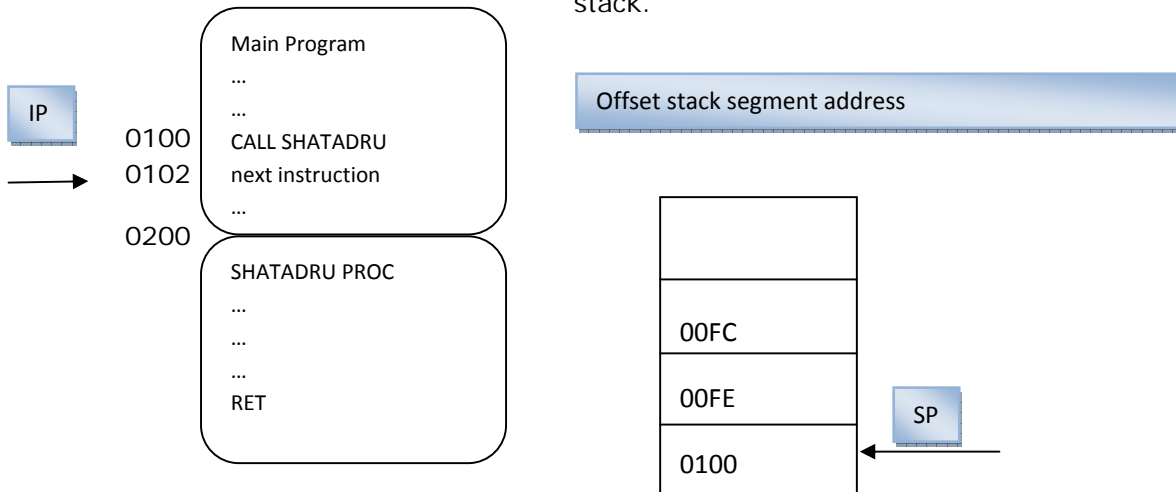 stack.
Main Program
...
...
IP
0100 CALL SHATADRU
0102 next instruction
...
0200
SHATADRU PROC
...
...
...
RET
Offset stack segment address
00FC
00FE
SP
0100